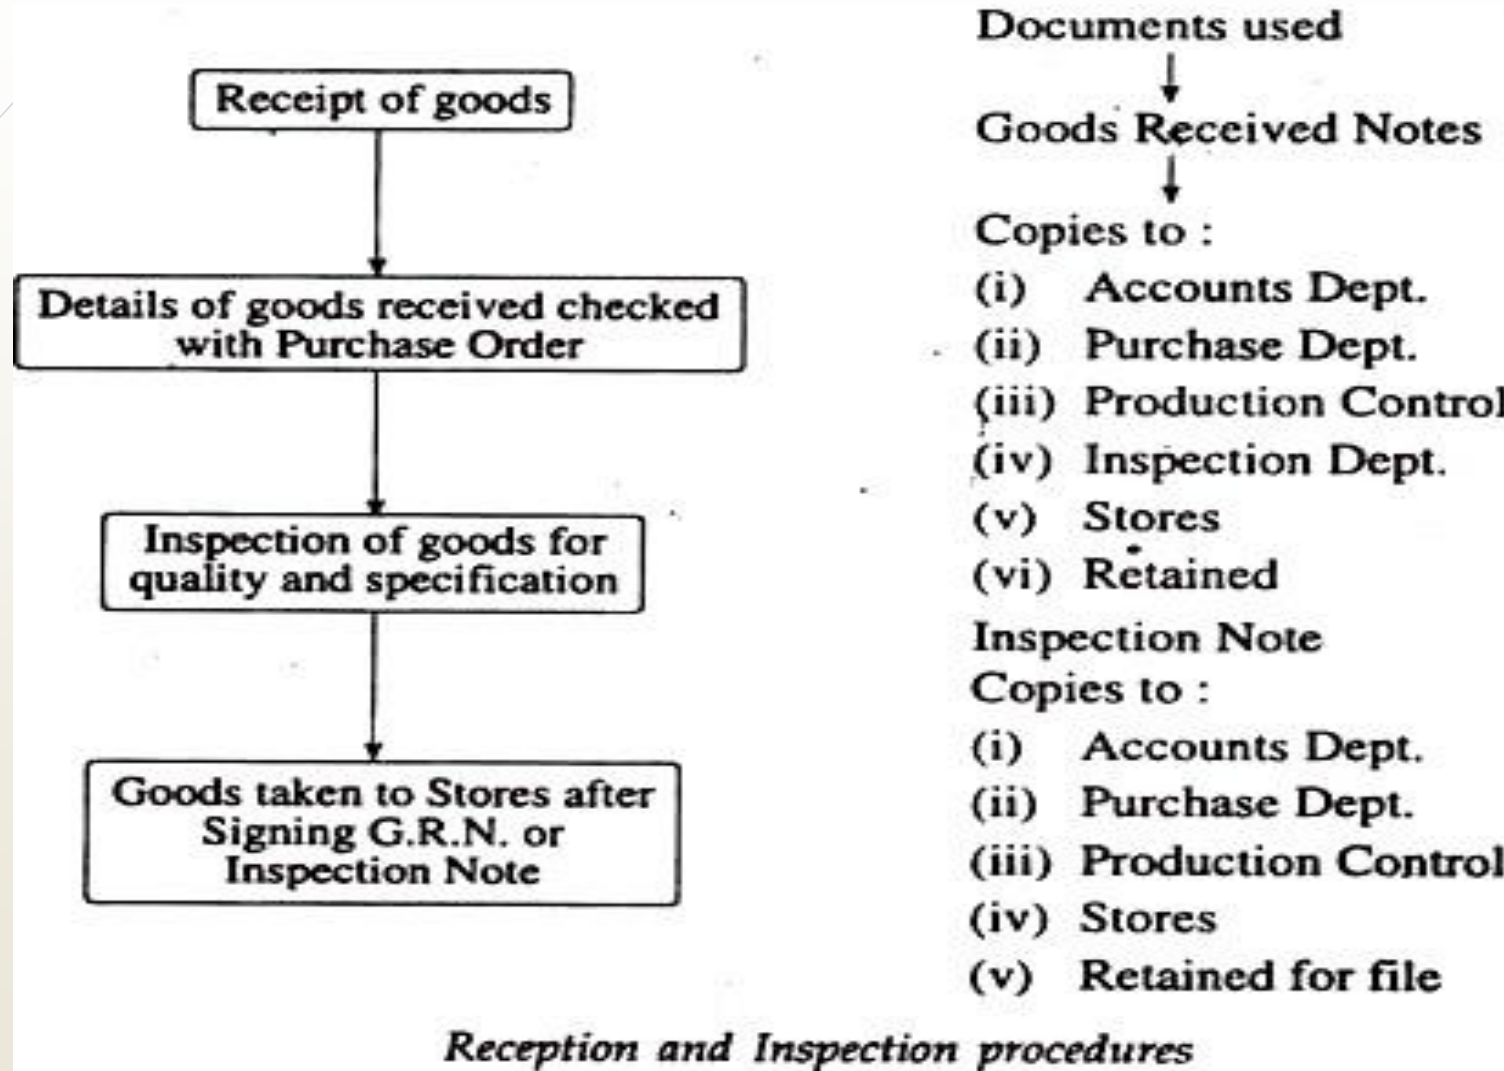 Receipt of goods
Details of goods received checked
with Purchase Order
Inspection of goods for
quality and specification
Goods taken to Stores after
Signing G.R.N. or
Inspection Note
Documents used
Goods Received Notes
Copies to :
(i) Accounts Dept.
(ii) Purchase Dept.
(iii) Production Control
(iv) Inspection Dept.
(v) Stores
(vi) Retained
Inspection Note
Copies to :
(i) Accounts Dept.
(ii) Purchase Dept.
(iii) Production Control
(iv) Stores
(v) Retained for file
Reception and Inspection procedures